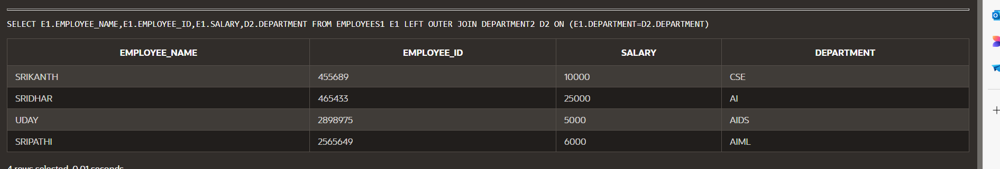 SELECT E1.EMPLOYEE_NAME,E1.EMPLOYEE_ID,E1.SALARY,D2.DEPARTMENT FROM EMPLOYEES1 E1 LEFT OUTER JOIN DEPARTMENT2 D2 ON (E1.DEPARTMENT=D2.DEPARTMENT)
EMPLOYEE_NAME EMPLOYEE_ID SALARY DEPARTMENT
SRIKANTH 455689 10000 CSE
SRIDHAR 465433 25000 AI
UDAY 2898975 5000 AIDS
SRIPATHI 2565649 6000 AIML
4 rows selected. 0.01 seconds